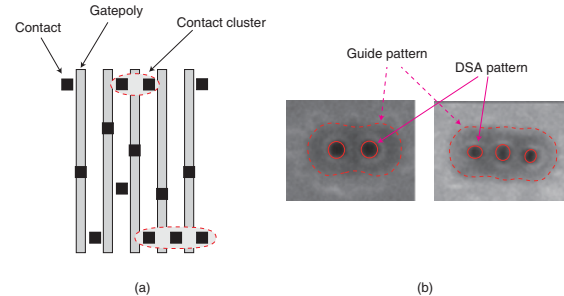 Gatepoly
Contact
Contact cluster
Guide pattern
DSA pattern
(a)
(b)